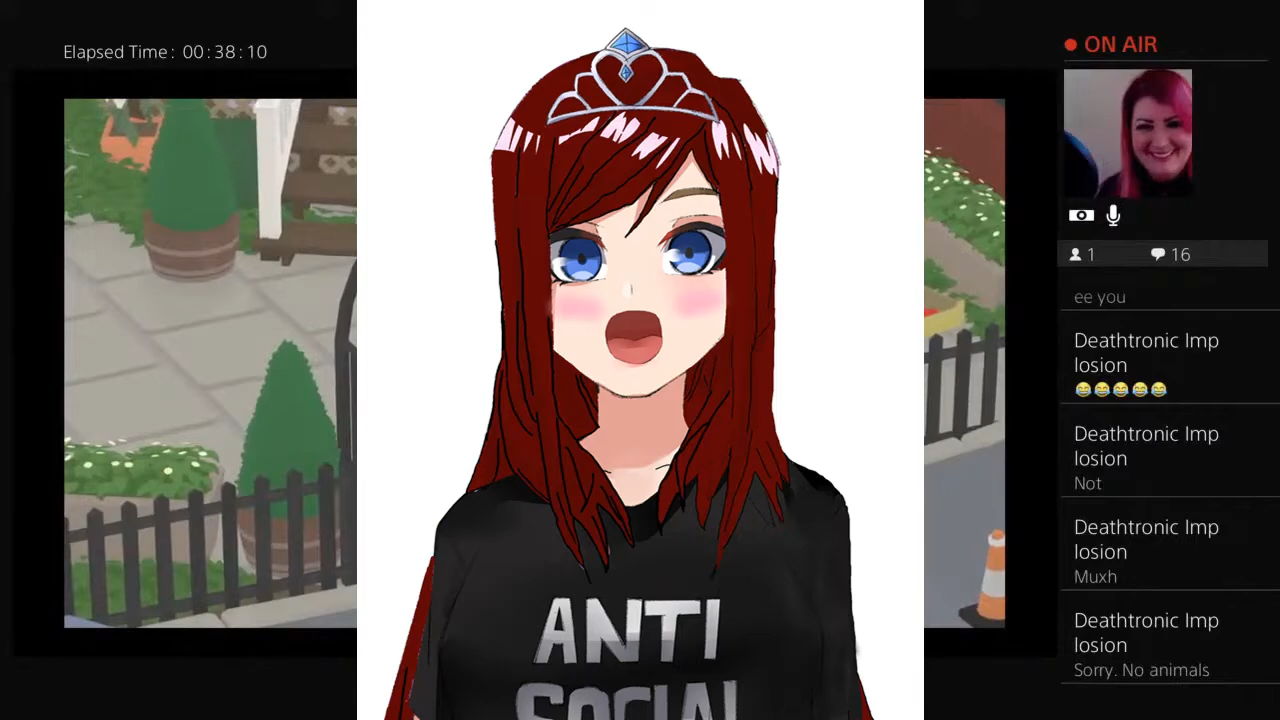 Elapsed Time: 00:38:10
ON AIR
1
16
ee you
Deathtronic Imp
losion
😂😂😂😂😂
Deathtronic Imp
losion
Not
Deathtronic Imp
losion
Muxh
Deathtronic Imp
losion
Sorry. No animals
ANTI
SOCIAL